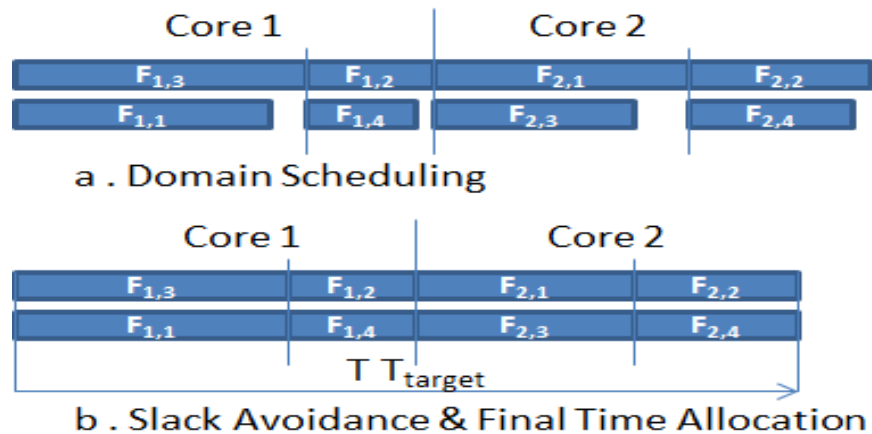 Core 1 Core 2
F1,3 F1,2 F2,1 F2,2
F1,1 F1,4 F2,3 F2,4
a . Domain Scheduling
Core 1 Core 2
F1,3 F1,2 F2,1 F2,2
F1,1 F1,4 F2,3 F2,4
T Ttarget
b . Slack Avoidance & Final Time Allocation